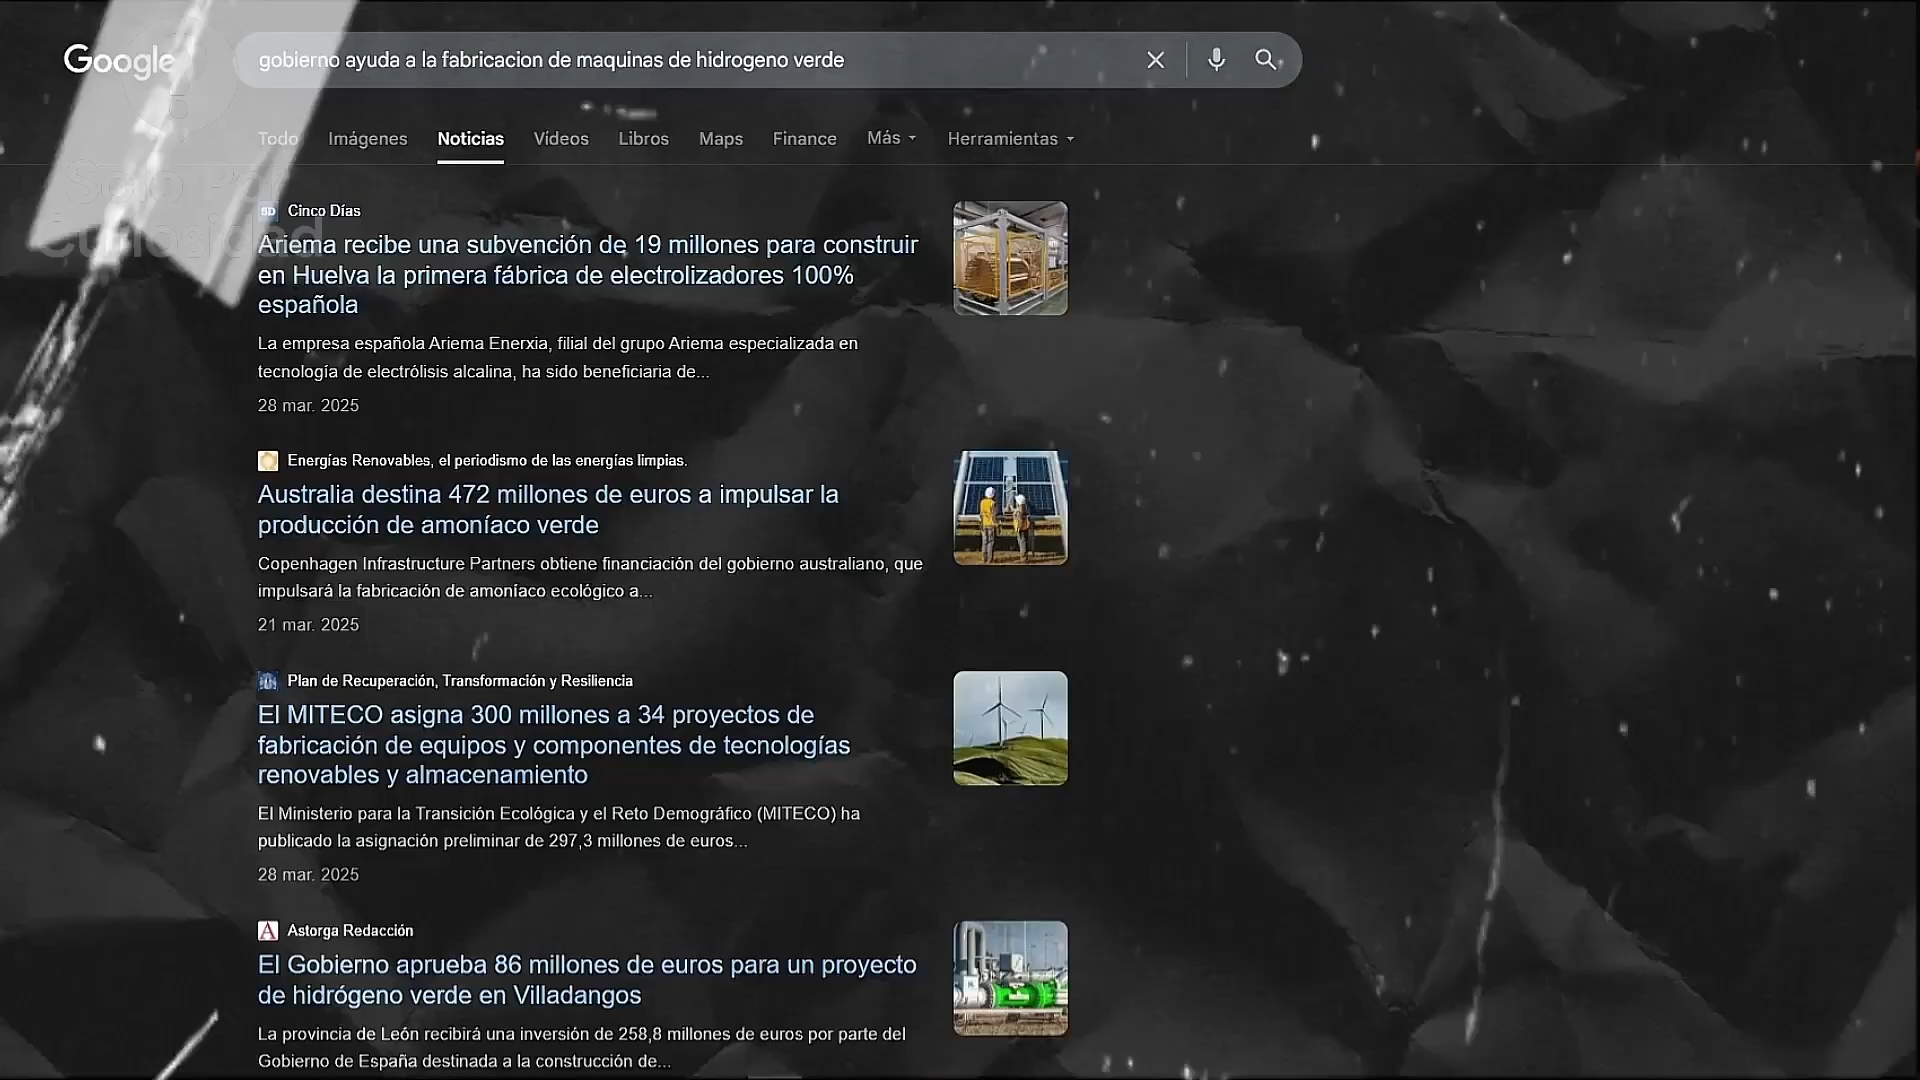 Google
gobierno ayuda a la fabricacion de maquinas de hidrogeno verde
Todo Imágenes Noticias Vídeos Libros Maps Finance Más Herramientas
Solo Por
Curiosidad
5D Cinco Días
Ariema recibe una subvención de 19 millones para construir
en Huelva la primera fábrica de electrolizadores 100%
española
La empresa española Ariema Enerxia, filial del grupo Ariema especializada en
tecnología de electrólisis alcalina, ha sido beneficiaria de...
28 mar. 2025
Energías Renovables, el periodismo de las energías limpias.
Australia destina 472 millones de euros a impulsar la
producción de amoníaco verde
Copenhagen Infrastructure Partners obtiene financiación del gobierno australiano, que
impulsará la fabricación de amoníaco ecológico a...
21 mar. 2025
Plan de Recuperación, Transformación y Resiliencia
El MITECO asigna 300 millones a 34 proyectos de
fabricación de equipos y componentes de tecnologías
renovables y almacenamiento
El Ministerio para la Transición Ecológica y el Reto Demográfico (MITECO) ha
publicado la asignación preliminar de 297,3 millones de euros...
28 mar. 2025
A Astorga Redacción
El Gobierno aprueba 86 millones de euros para un proyecto
de hidrógeno verde en Villadangos
La provincia de León recibirá una inversión de 258,8 millones de euros por parte del
Gobierno de España destinada a la construcción de...